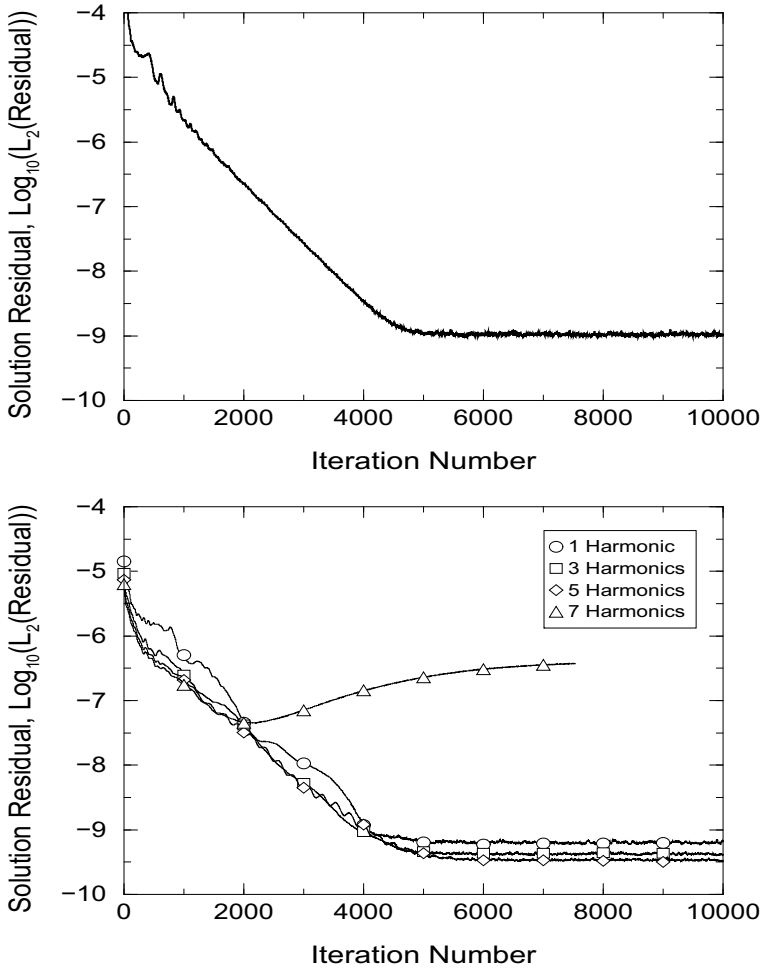 Solution Residual, Log10(L2(Residual))
−4
−5
−6
−7
−8
−9
−10
0 2000 4000 6000 8000 10000
Iteration Number
Solution Residual, Log10(L2(Residual))
−4
−5
−6
−7
−8
−9
−10
1 Harmonic
3 Harmonics
5 Harmonics
7 Harmonics
0 2000 4000 6000 8000 10000
Iteration Number